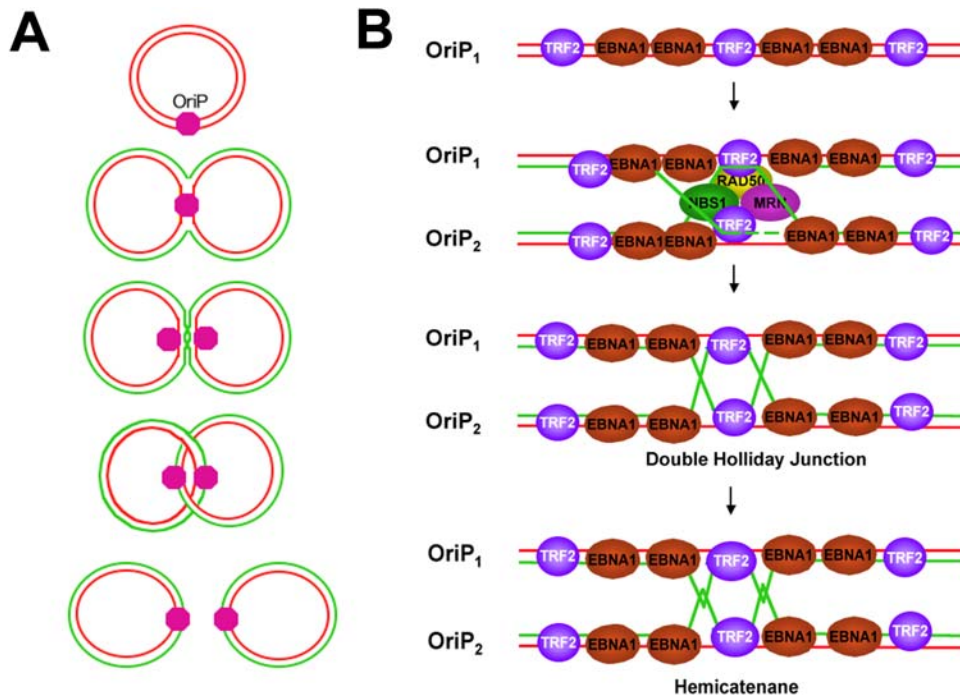 A
OriP
B
OriP1
TRF2 EBNA1 EBNA1 TRF2 EBNA1 EBNA1 TRF2
OriP1
TRF2 EBNA1 EBNA1 TRF2 EBNA1 EBNA1 TRF2
RAD50
NBS1 MRN
OriP2
TRF2 EBNA1 EBNA1 TRF2 EBNA1 EBNA1 TRF2
OriP1
TRF2 EBNA1 EBNA1 TRF2 EBNA1 EBNA1 TRF2
OriP2
TRF2 EBNA1 EBNA1 TRF2 EBNA1 EBNA1 TRF2
Double Holliday Junction
OriP1
TRF2 EBNA1 EBNA1 TRF2 EBNA1 EBNA1 TRF2
OriP2
TRF2 EBNA1 EBNA1 TRF2 EBNA1 EBNA1 TRF2
Hemicatenane